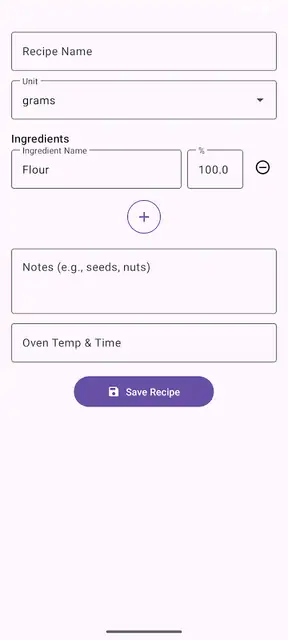 Recipe Name
Unit
grams
Ingredients
Ingredient Name
%
Flour
100.0
Notes (e.g., seeds, nuts)
Oven Temp & Time
Save Recipe